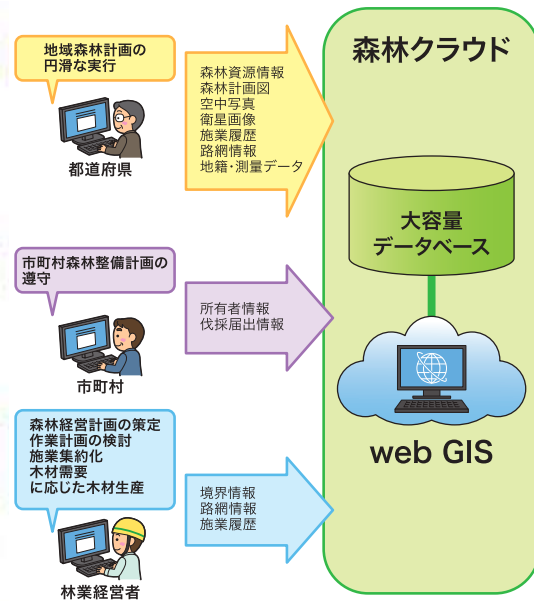 地域森林計画の
円滑な実行
都道府県
森林資源情報
森林計画図
空中写真
衛星画像
施業履歴
路網情報
地籍・測量データ
市町村森林整備計画の
遵守
市町村
所有者情報
伐採届出情報
森林経営計画の策定
作業計画の検討
施業集約化
木材需要
に応じた木材生産
林業経営者
境界情報
路網情報
施業履歴
森林クラウド
大容量
データベース
web GIS